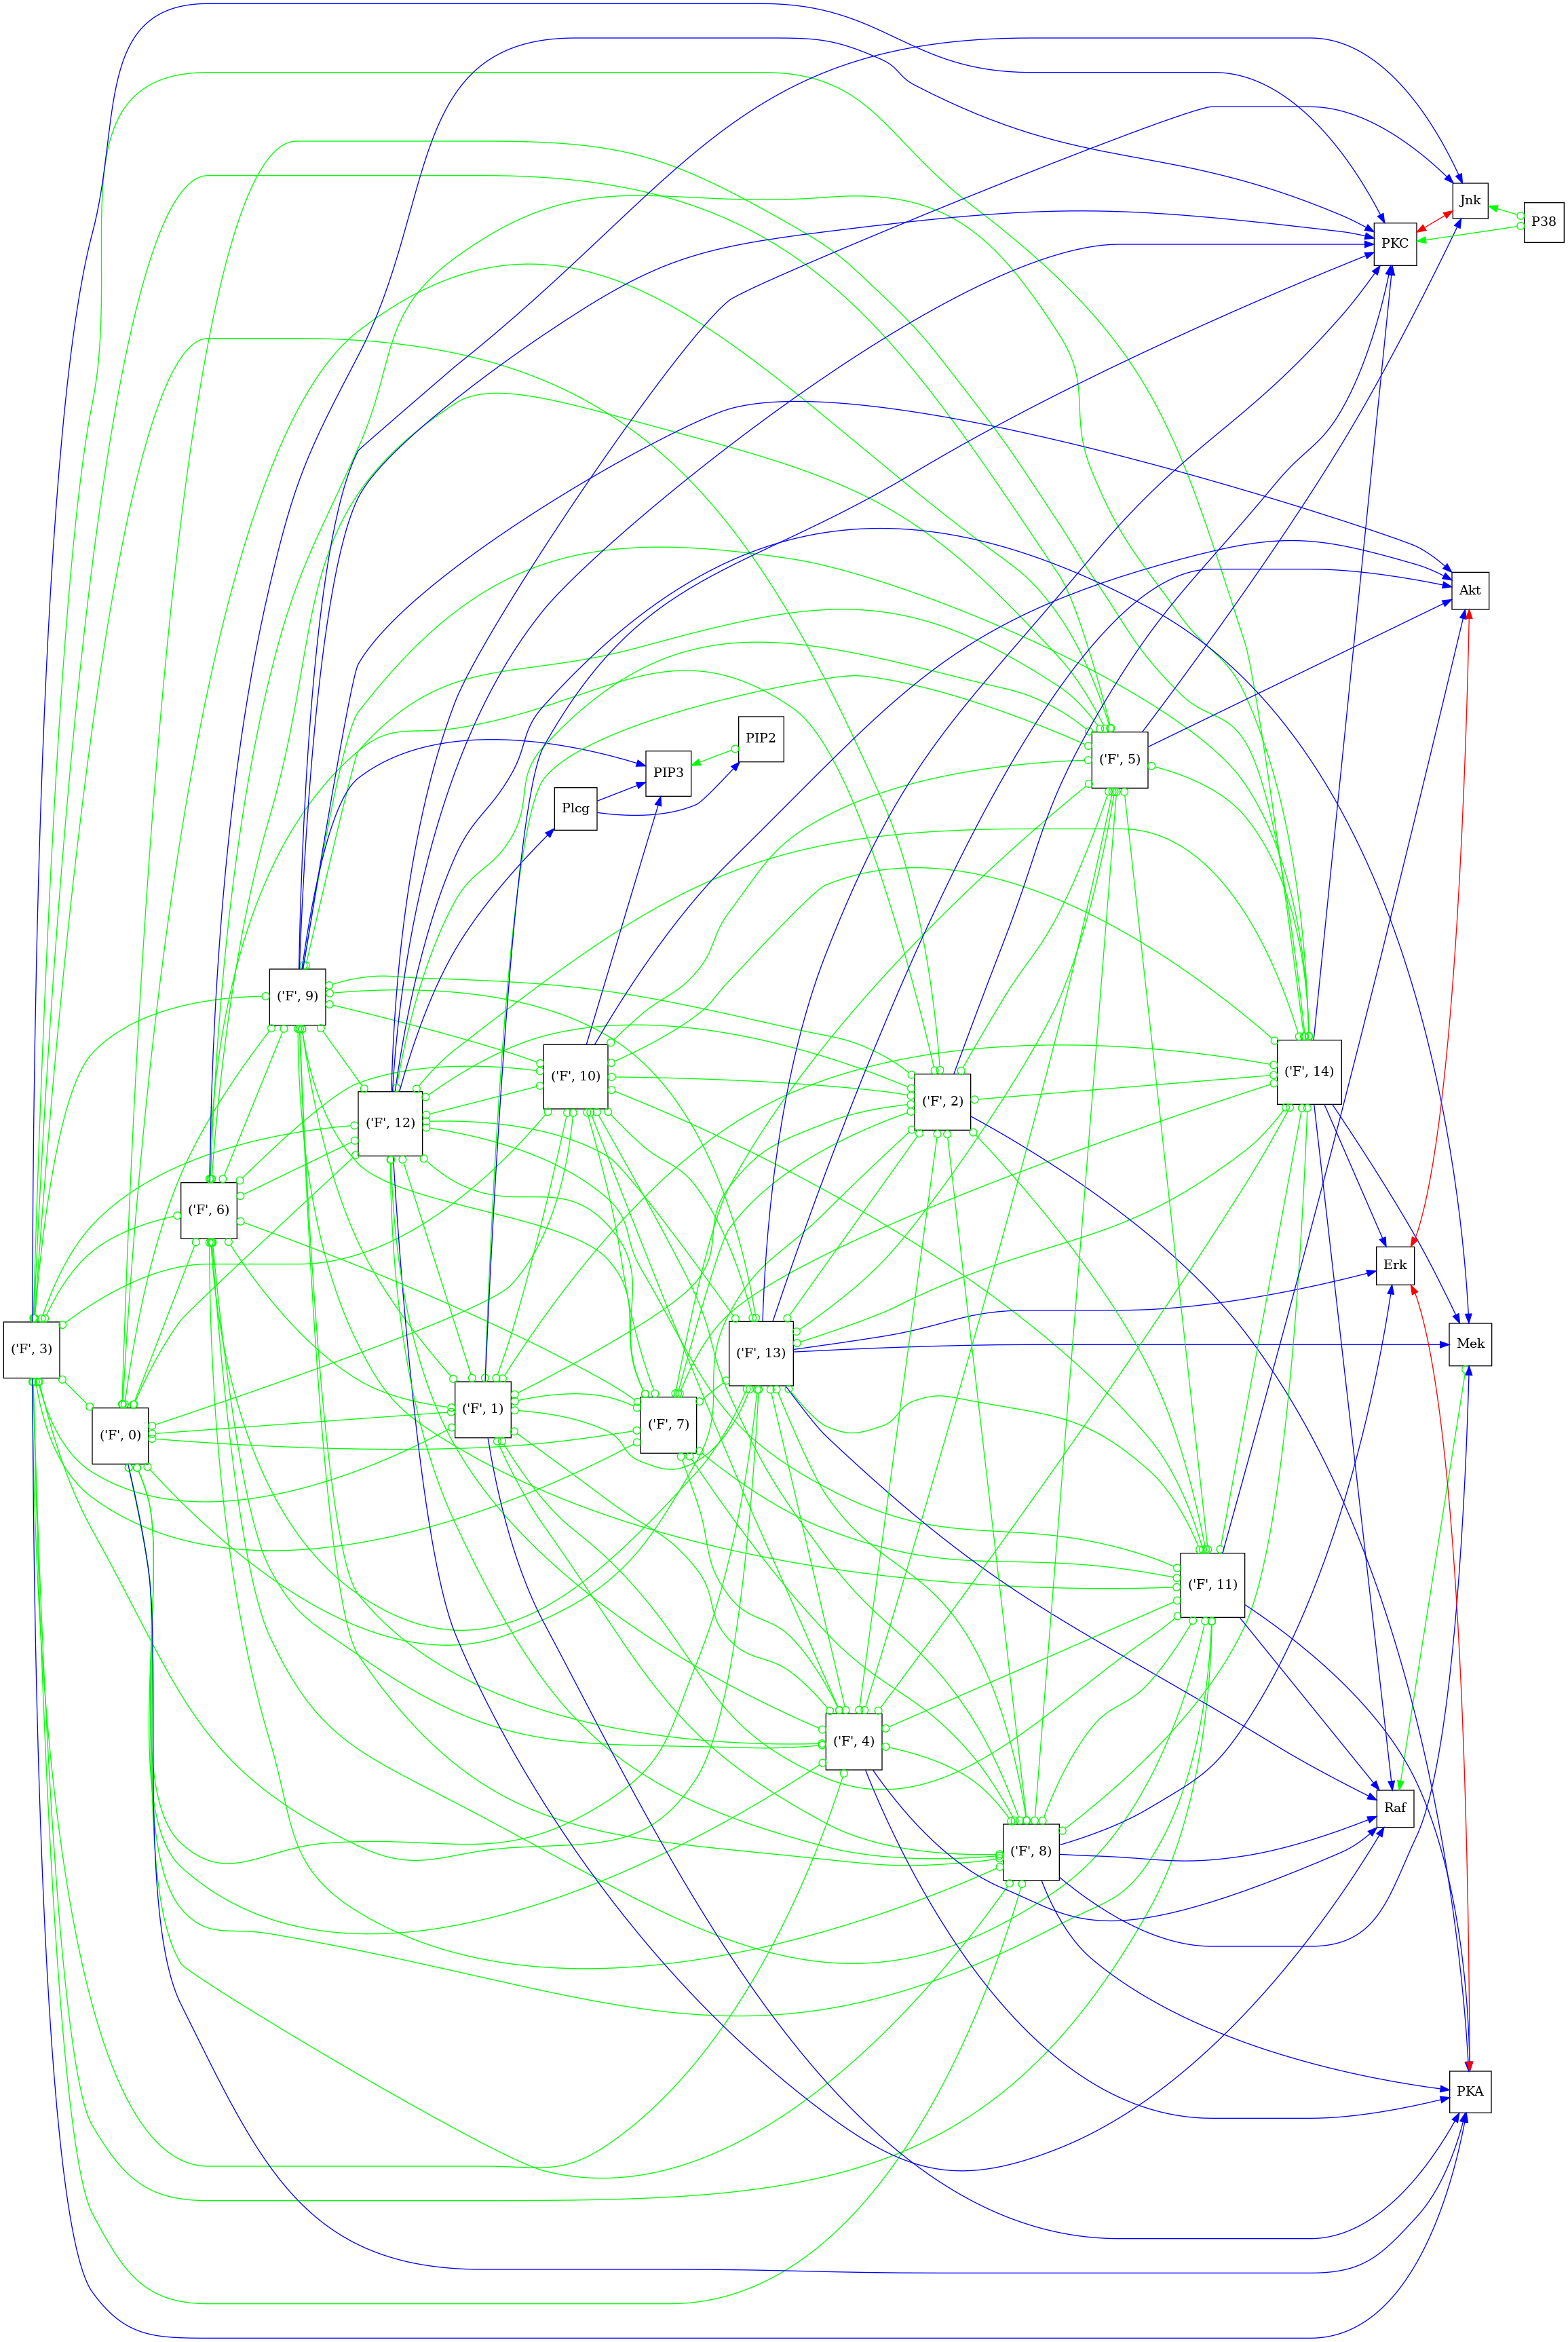 Jnk
P38
PKC
Akt
PIP2
PIP3
('F', 5)
Plcg
('F', 9)
('F', 10)
('F', 14)
('F', 2)
('F', 12)
('F', 6)
Erk
Mek
('F', 3)
('F', 13)
('F', 1)
('F', 7)
('F', 0)
('F', 11)
('F', 4)
Raf
('F', 8)
PKA